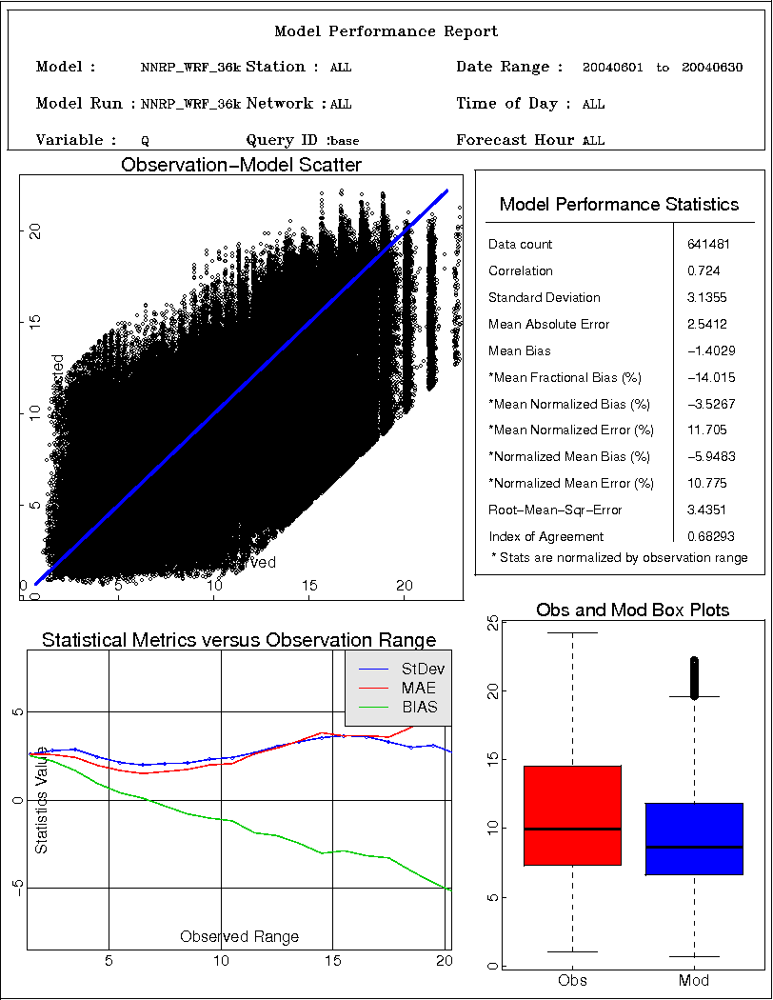 Model Performance Report
Model : NNRP_WRF_36k Station : ALL Date Range : 20040601 to 20040630
Model Run : NNRP_WRF_36k Network : ALL Time of Day : ALL
Variable : Q Query ID : base Forecast Hour : ALL
Observation−Model Scatter
20
15
10
5
0
0 5 10 15 20
Model Performance Statistics
Data count 641481
Correlation 0.724
Standard Deviation 3.1355
Mean Absolute Error 2.5412
Mean Bias −1.4029
*Mean Fractional Bias (%) −14.015
*Mean Normalized Bias (%) −3.5267
*Mean Normalized Error (%) 11.705
*Normalized Mean Bias (%) −5.9483
*Normalized Mean Error (%) 10.775
Root−Mean−Sqr−Error 3.4351
Index of Agreement 0.68293
* Stats are normalized by observation range
Statistical Metrics versus Observation Range
StDev
MAE
BIAS
Statistics Value
5
0
−5
Observed Range
5 10 15 20
Obs and Mod Box Plots
25
20
15
10
5
0
Obs Mod